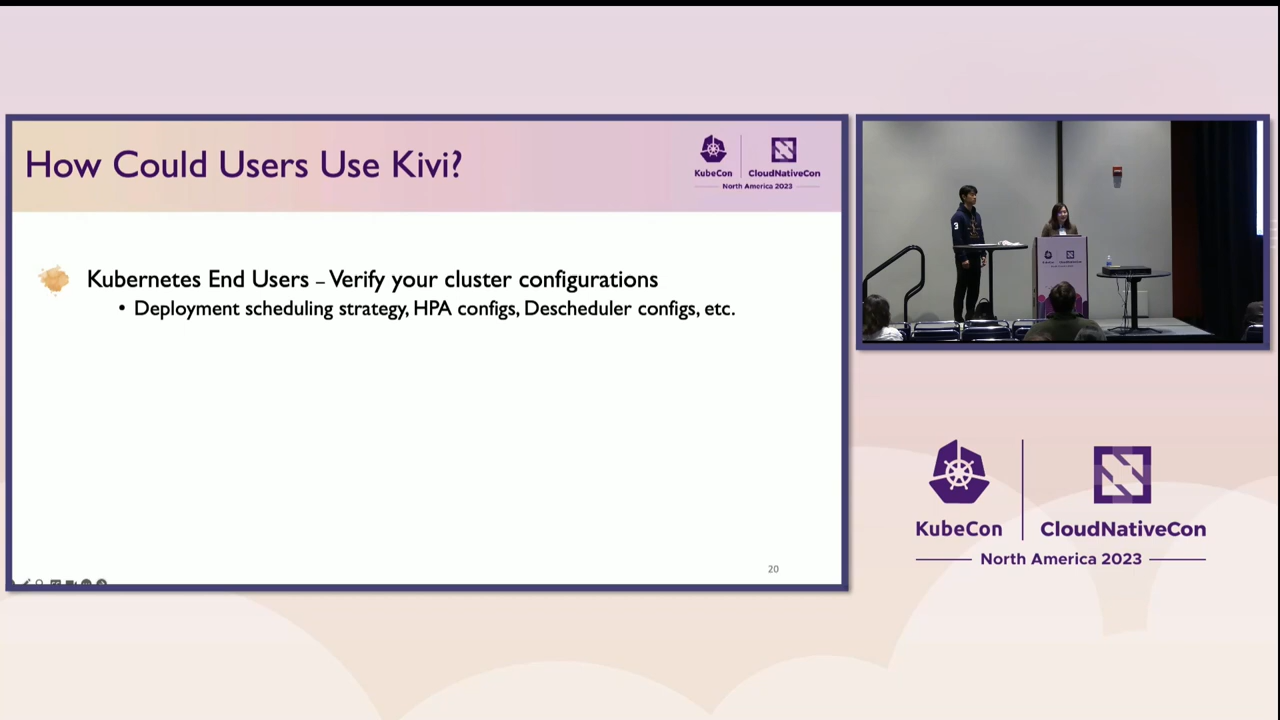 How Could Users Use Kivi?
KubeCon
CloudNativeCon
North America 2023
Kubernetes End Users – Verify your cluster configurations
• Deployment scheduling strategy, HPA configs, Descheduler configs, etc.
20
3
KubeCon
CloudNativeCon
North America 2023